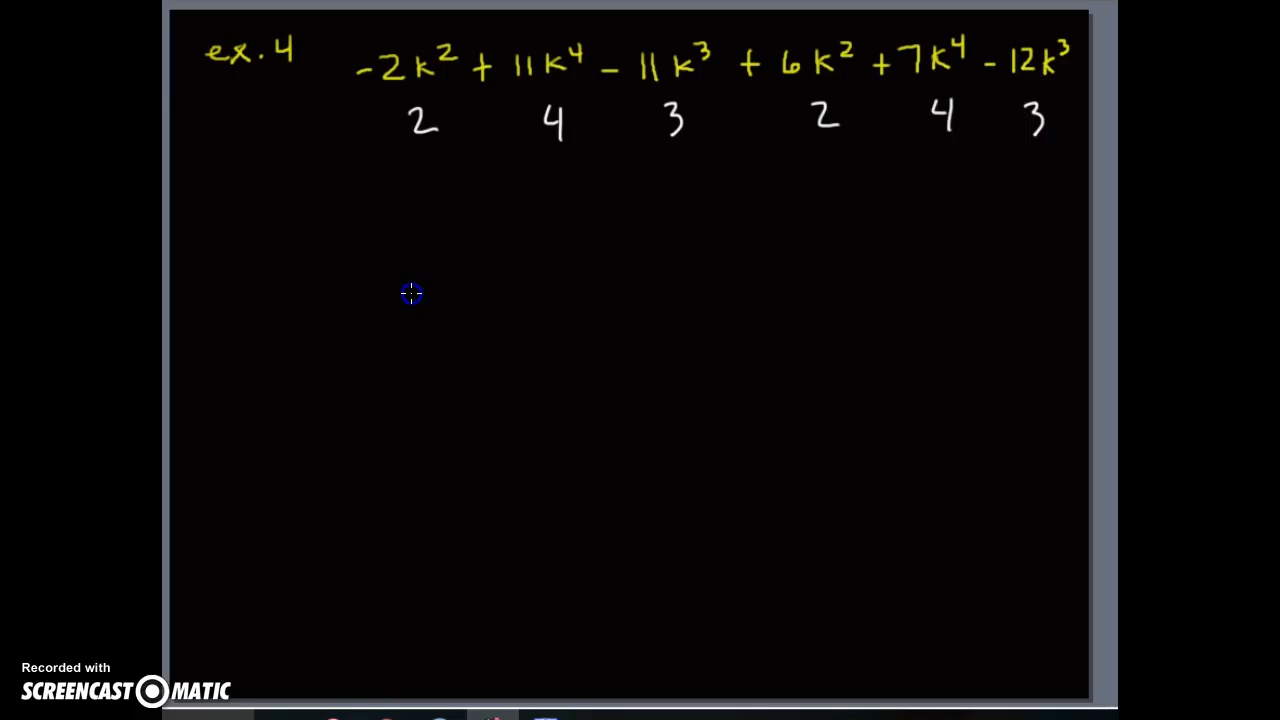 ex. 4 -2k² + 11k⁴ - 11k³ + 6k² + 7k⁴ - 12k³
2 4 3 2 4 3
Recorded with
SCREENCAST MATIC